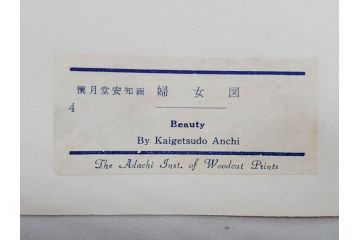 懐月堂安知画 婦女図
4
Beauty
By Kaigetsudo Anchi
The Adachi Inst. of Woodcut Prints